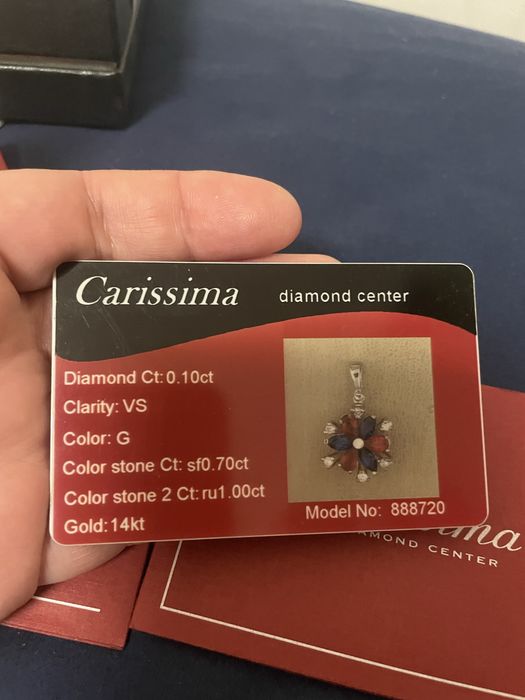 Carissima diamond center
Diamond Ct: 0.10ct
Clarity: VS
Color: G
Color stone Ct: sf0.70ct
Color stone 2 Ct: ru1.00ct
Gold: 14kt
Model No: 888720
CENTER